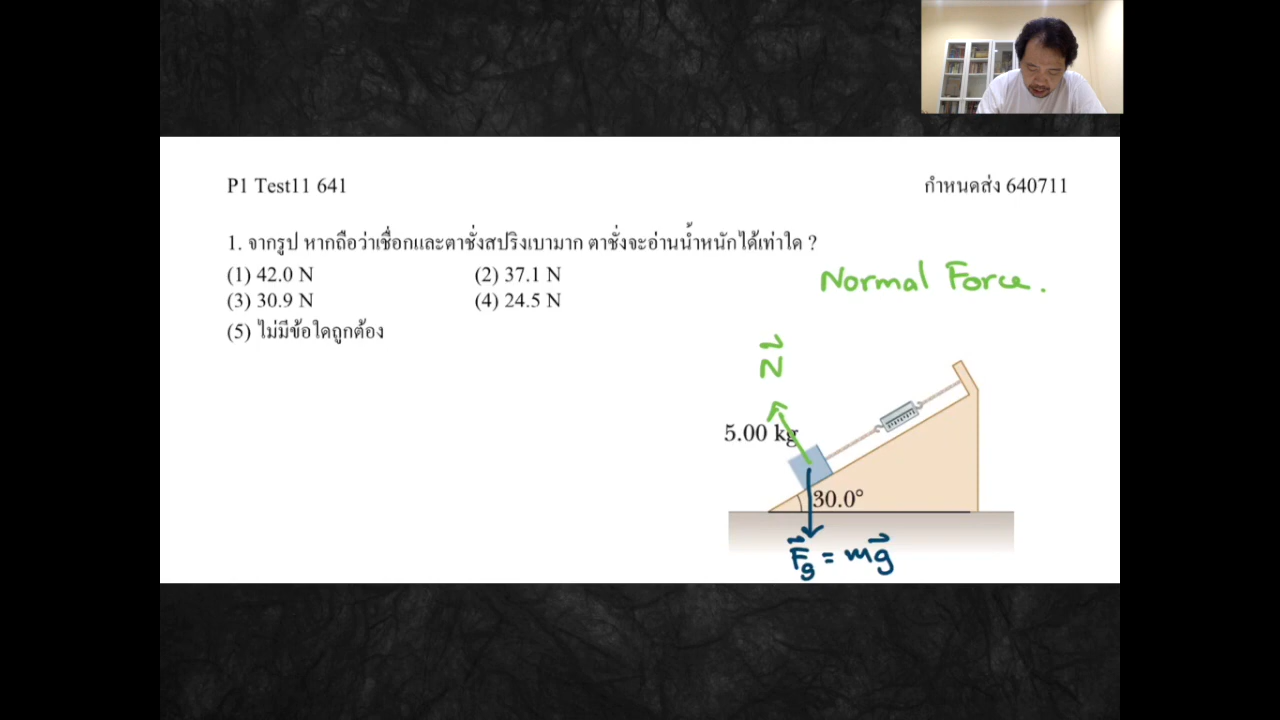 P1 Test11 641
กำหนดส่ง 640711
1. จากรูป หากถือว่าเชื่อกและตาชั่งสปริงเบามาก ตาชั่งจะอ่านน้ำหนักได้เท่าใด ?
(1) 42.0 N
(2) 37.1 N
(3) 30.9 N
(4) 24.5 N
(5) ไม่มีข้อใดถูกต้อง
Normal Force.
N⃗
5.00 kg
30.0°
F⃗g = mg⃗